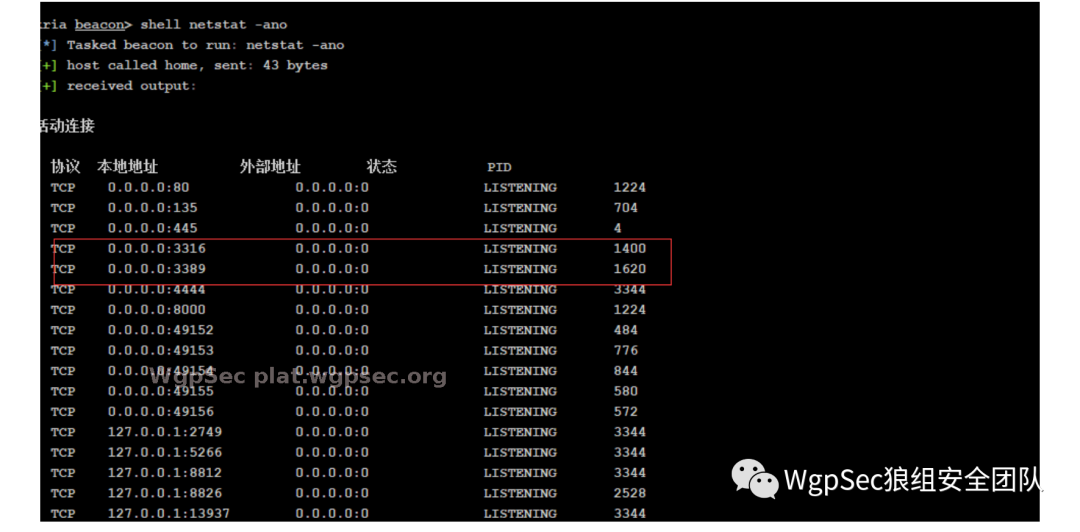 ria beacon> shell netstat -ano
[*] Tasked beacon to run: netstat -ano
[+] host called home, sent: 43 bytes
[+] received output:
活动连接
协议 本地地址 外部地址 状态 PID
TCP 0.0.0.0:80 0.0.0.0:0 LISTENING 1224
TCP 0.0.0.0:135 0.0.0.0:0 LISTENING 704
TCP 0.0.0.0:445 0.0.0.0:0 LISTENING 4
TCP 0.0.0.0:3316 0.0.0.0:0 LISTENING 1400
TCP 0.0.0.0:3389 0.0.0.0:0 LISTENING 1620
TCP 0.0.0.0:4444 0.0.0.0:0 LISTENING 3344
TCP 0.0.0.0:8000 0.0.0.0:0 LISTENING 1224
TCP 0.0.0.0:49152 0.0.0.0:0 LISTENING 484
TCP 0.0.0.0:49153 0.0.0.0:0 LISTENING 776
TCP 0.0.0.0:49154 0.0.0.0:0 LISTENING 844
WgpSec plat.wgpsec.org
TCP 0.0.0.0:49155 0.0.0.0:0 LISTENING 580
TCP 0.0.0.0:49156 0.0.0.0:0 LISTENING 572
TCP 127.0.0.1:2749 0.0.0.0:0 LISTENING 3344
TCP 127.0.0.1:5266 0.0.0.0:0 LISTENING 3344
TCP 127.0.0.1:8812 0.0.0.0:0 LISTENING 3344
TCP 127.0.0.1:8826 0.0.0.0:0 LISTENING 2528
TCP 127.0.0.1:13937 0.0.0.0:0 LISTENING 3344
WgpSec狼组安全团队